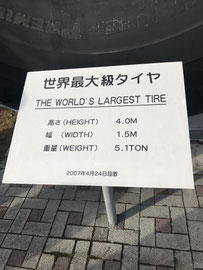 世界最大級タイヤ
THE WORLD'S LARGEST TIRE
高さ(HEIGHT) 4.0M
幅 (WIDTH) 1.5M
重量(WEIGHT) 5.1TON
2007年4月24日設置